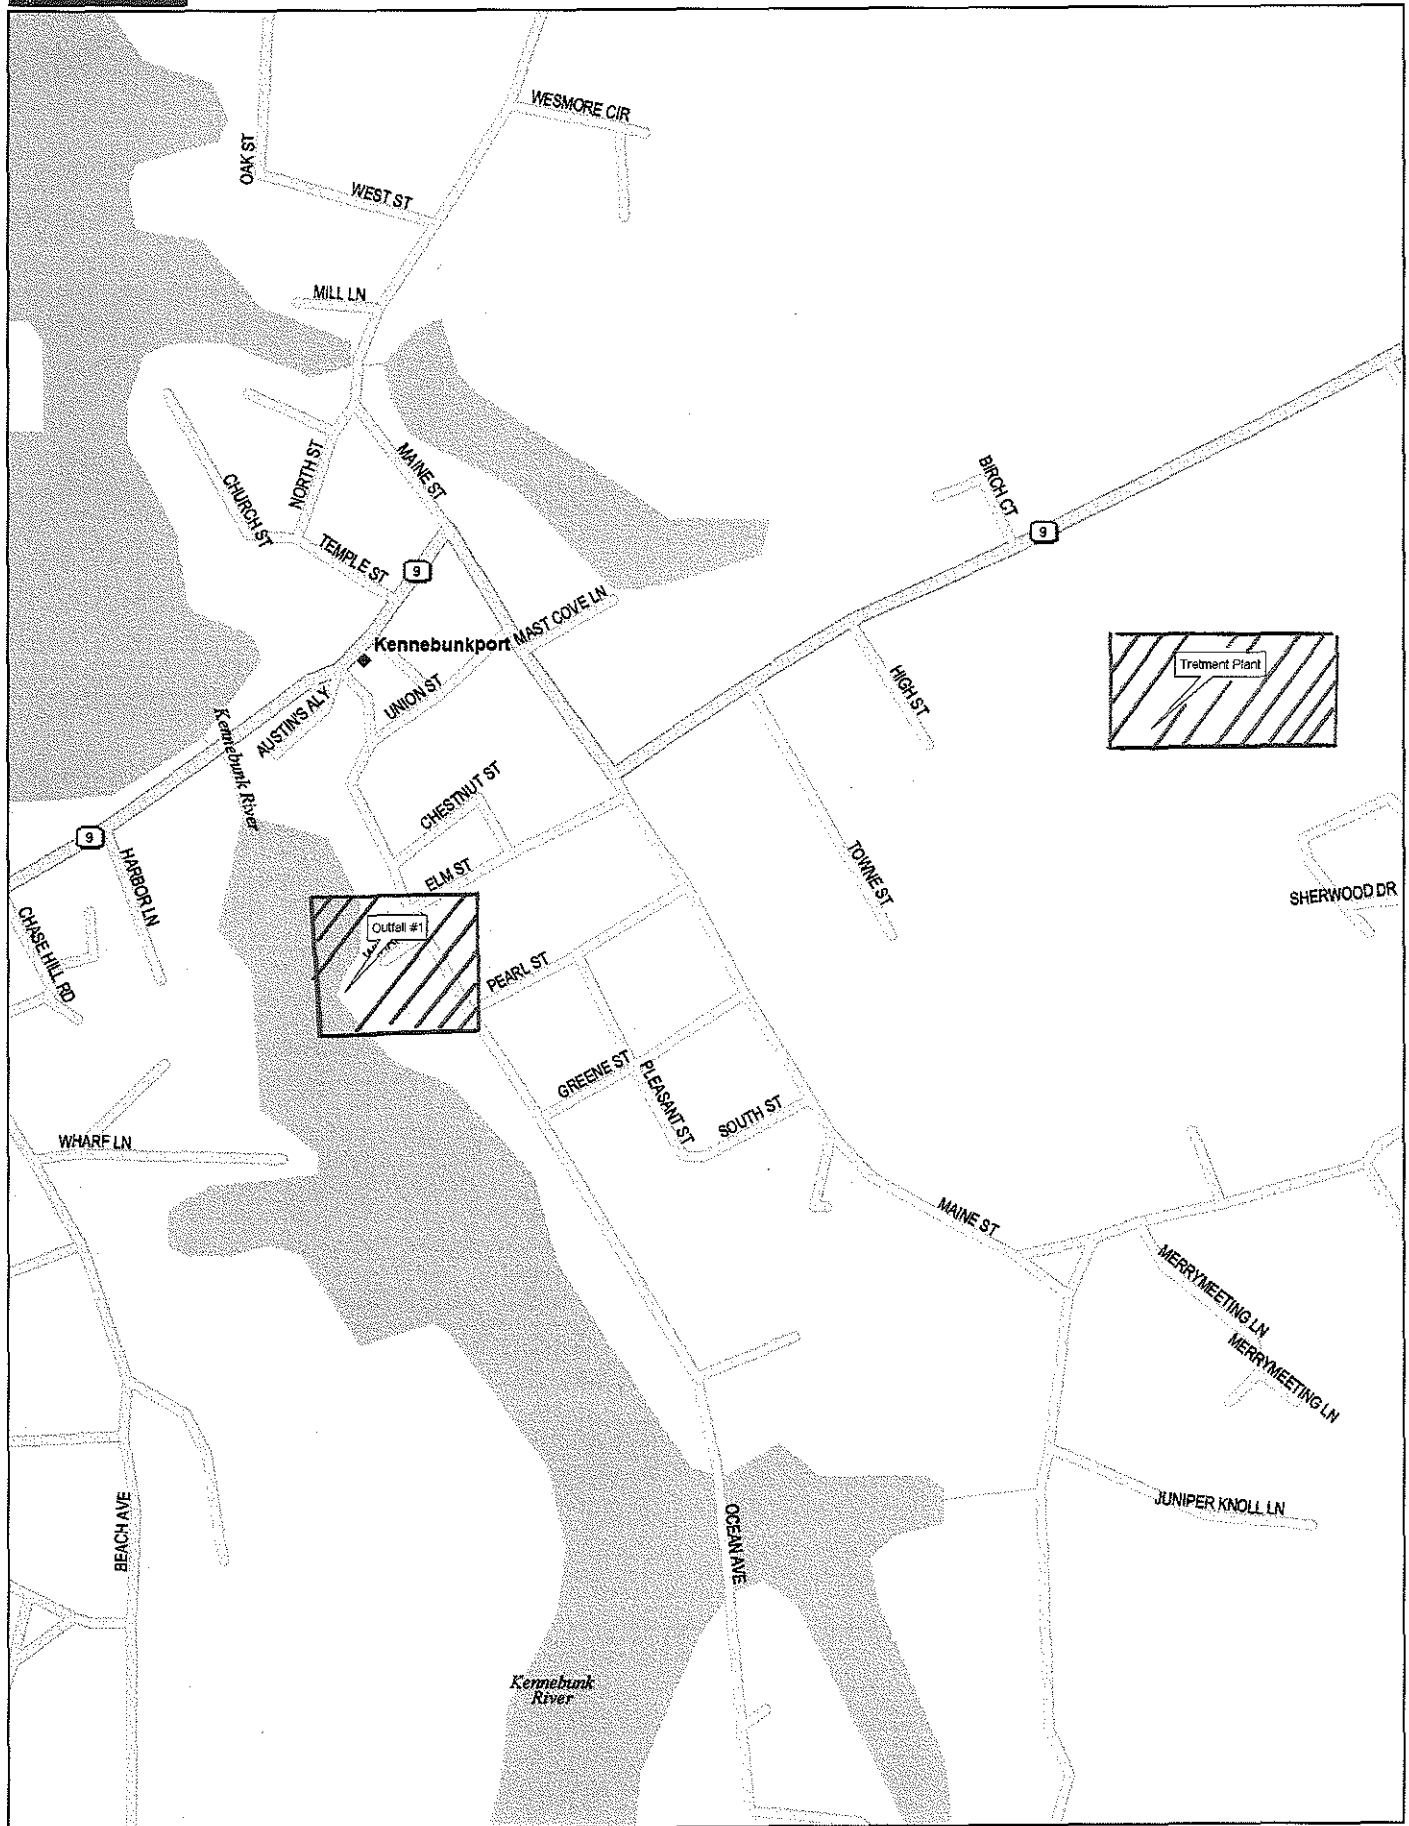 WESMORE CIR
OAK ST
WEST ST
MILL LN
MAINE ST
NORTH ST
CHURCH ST
BIRCH CT
9
TEMPLE ST
9
MAST COVE LN
Kennebunkport
Tretment Plant
HIGH ST
UNION ST
AUSTIN'S ALY
Kennebunk River
CHESTNUT ST
9
HARBOR LN
ELM ST
TOWNE ST
SHERWOOD DR
CHASE HILL RD
Outfall #1
PEARL ST
GREENE ST
PLEASANT ST
SOUTH ST
WHARF LN
MAINE ST
MERRYMEETING LN
MERRYMEETING LN
JUNIPER KNOLL LN
BEACH AVE
OCEAN AVE
Kennebunk
River